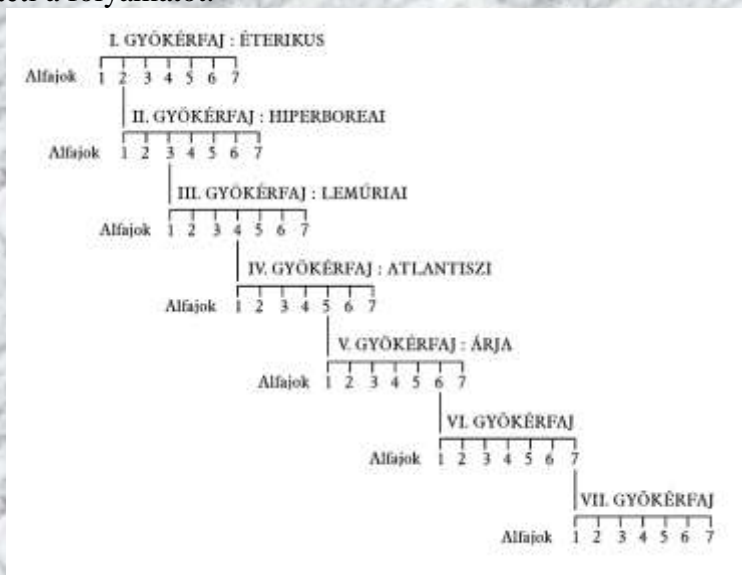 I. GYÖKÉRFAJ : ÉTERIKUS
Alfajok 1 2 3 4 5 6 7
II. GYÖKÉRFAJ : HIPERBOREAI
Alfajok 1 2 3 4 5 6 7
III. GYÖKÉRFAJ : LEMÚRIAI
Alfajok 1 2 3 4 5 6 7
IV. GYÖKÉRFAJ : ATLANTISZI
Alfajok 1 2 3 4 5 6 7
V. GYÖKÉRFAJ : ÁRJA
Alfajok 1 2 3 4 5 6 7
VI. GYÖKÉRFAJ
Alfajok 1 2 3 4 5 6 7
VII. GYÖKÉRFAJ
Alfajok 1 2 3 4 5 6 7